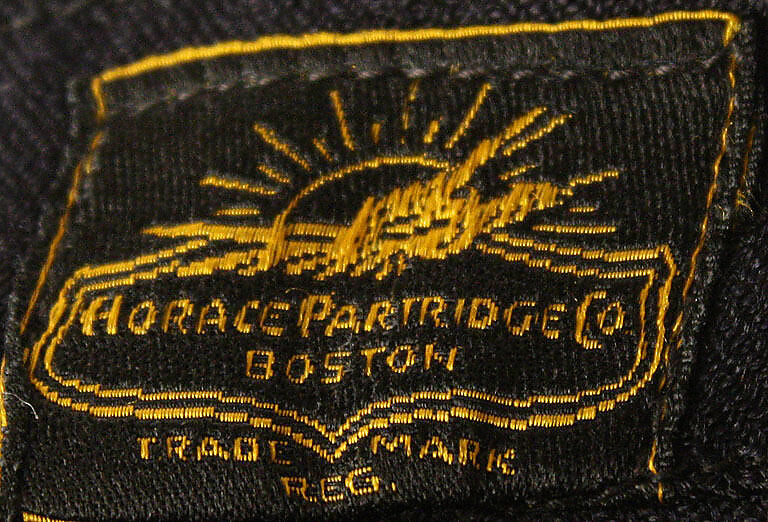 HORACE PARTRIDGE CO.
BOSTON
TRADE MARK
REG.